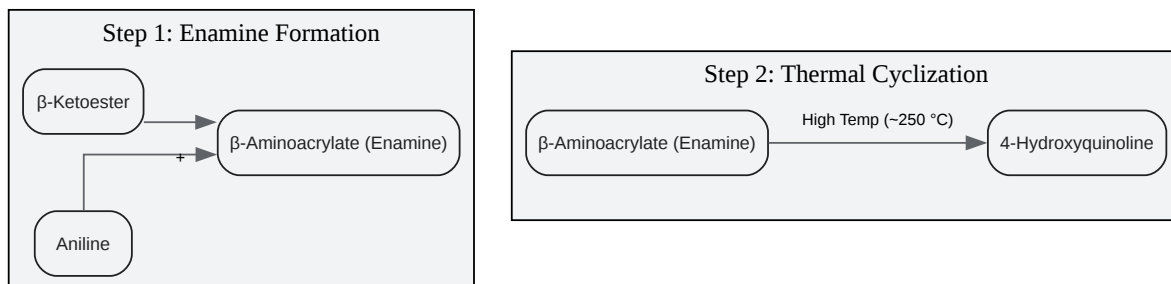 Step 1: Enamine Formation
β-Ketoester
β-Aminoacrylate (Enamine)
+
Aniline
Step 2: Thermal Cyclization
β-Aminoacrylate (Enamine)
High Temp (~250 °C)
4-Hydroxyquinoline